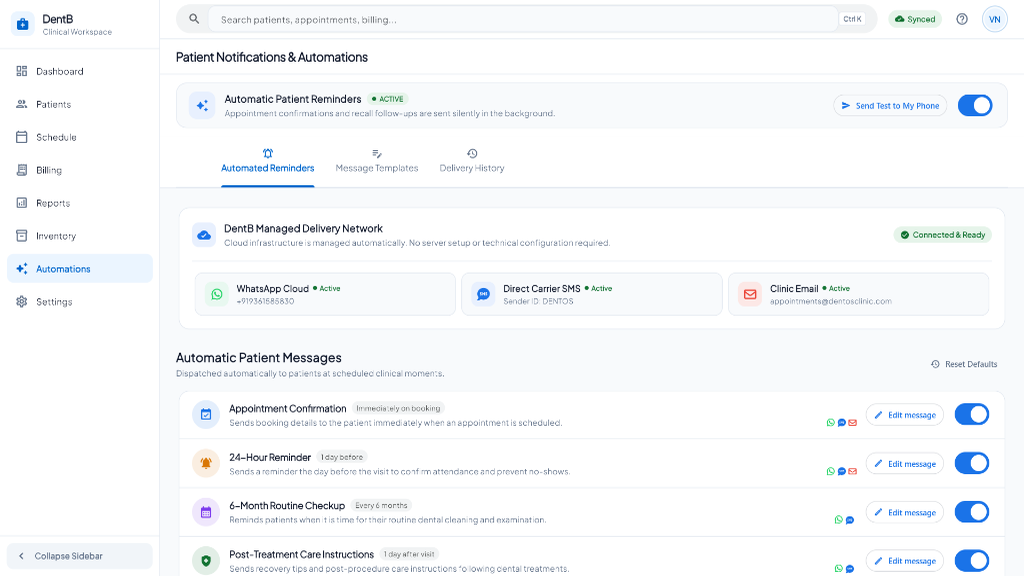 DentB
Clinical Workspace
Search patients, appointments, billing...
Ctrl K
Synced
VN
Dashboard
Patients
Schedule
Billing
Reports
Inventory
Automations
Settings
Collapse Sidebar
Patient Notifications & Automations
Automatic Patient Reminders
ACTIVE
Appointment confirmations and recall follow-ups are sent silently in the background.
Send Test to My Phone
Automated Reminders
Message Templates
Delivery History
DentB Managed Delivery Network
Cloud infrastructure is managed automatically. No server setup or technical configuration required.
Connected & Ready
WhatsApp Cloud
Active
+919361585830
Direct Carrier SMS
Active
Sender ID: DENTOS
Clinic Email
Active
appointments@dentosclinic.com
Automatic Patient Messages
Dispatched automatically to patients at scheduled clinical moments.
Reset Defaults
Appointment Confirmation
Immediately on booking
Sends booking details to the patient immediately when an appointment is scheduled.
Edit message
24-Hour Reminder
1 day before
Sends a reminder the day before the visit to confirm attendance and prevent no-shows.
Edit message
6-Month Routine Checkup
Every 6 months
Reminds patients when it is time for their routine dental cleaning and examination.
Edit message
Post-Treatment Care Instructions
1 day after visit
Sends recovery tips and post-procedure care instructions following dental treatments.
Edit message